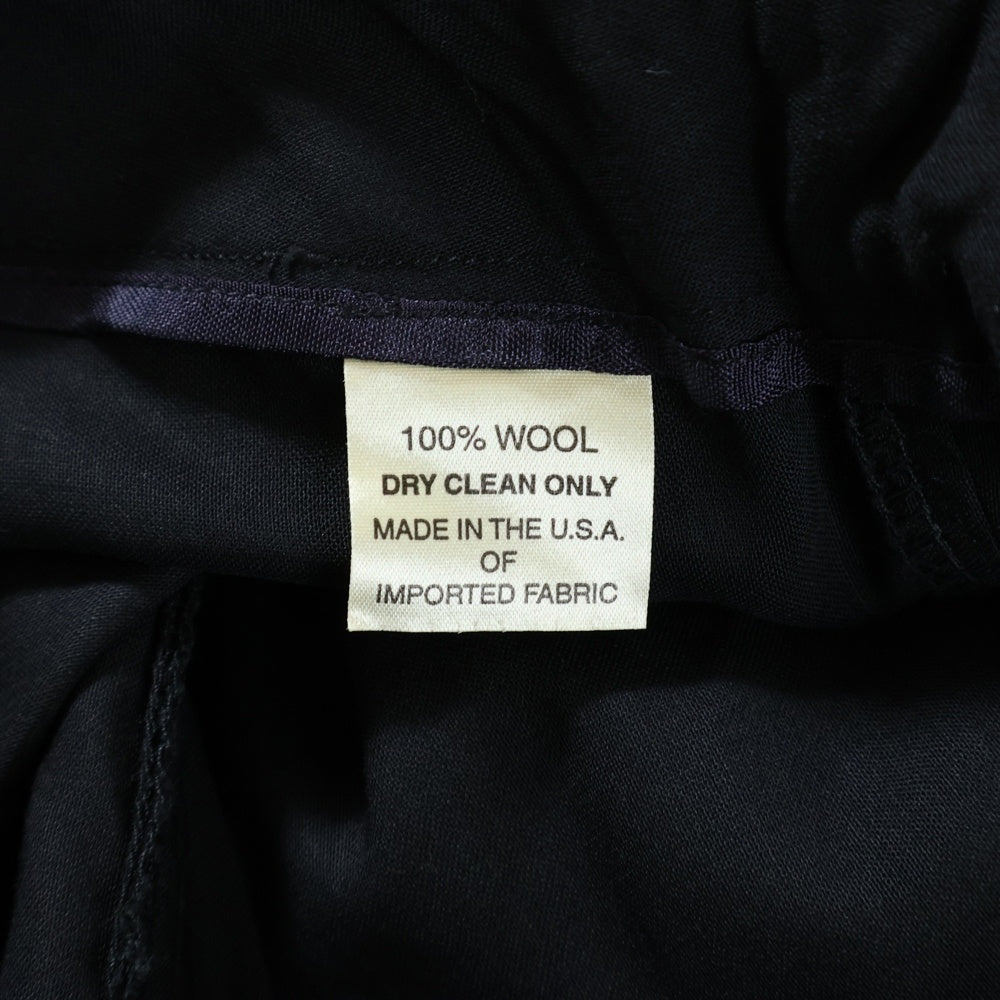 100% WOOL
DRY CLEAN ONLY
MADE IN THE U.S.A.
OF
IMPORTED FABRIC